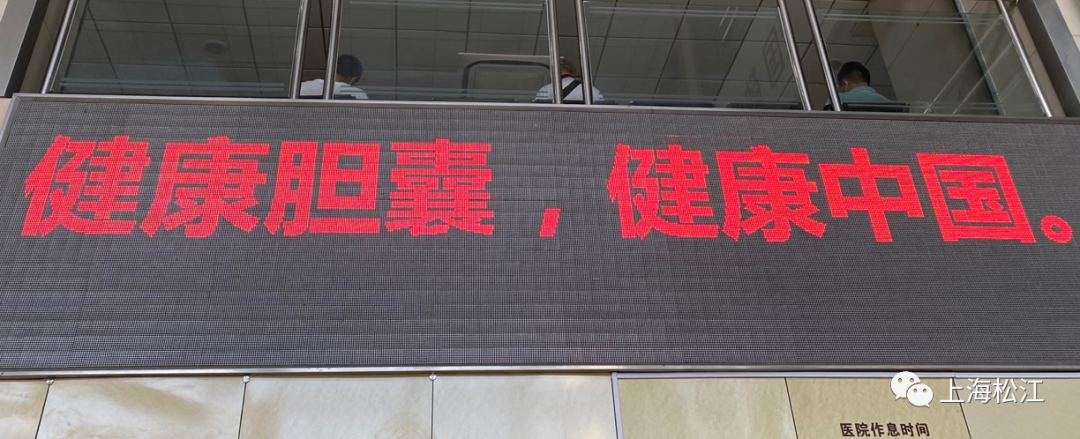 健康胆囊，健康中国。
上海松江
医院作息时间